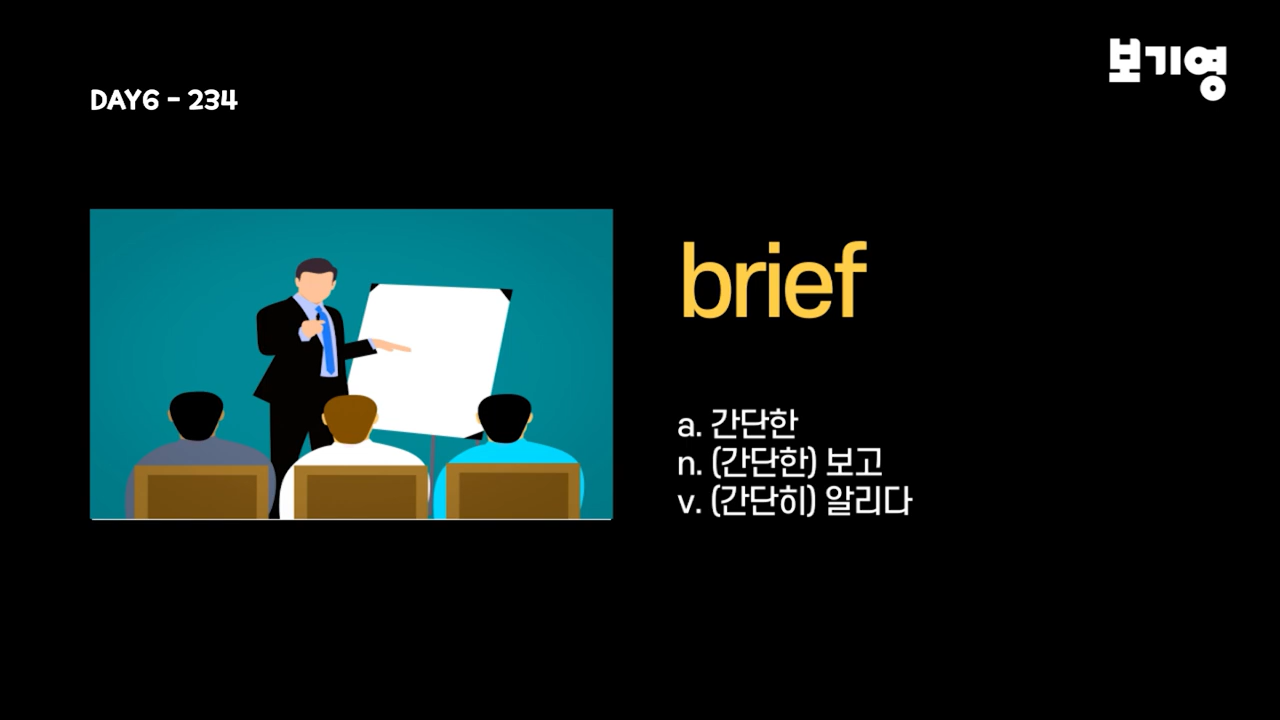 보기영
DAY6 - 234
brief
a. 간단한
n. (간단한) 보고
v. (간단히) 알리다